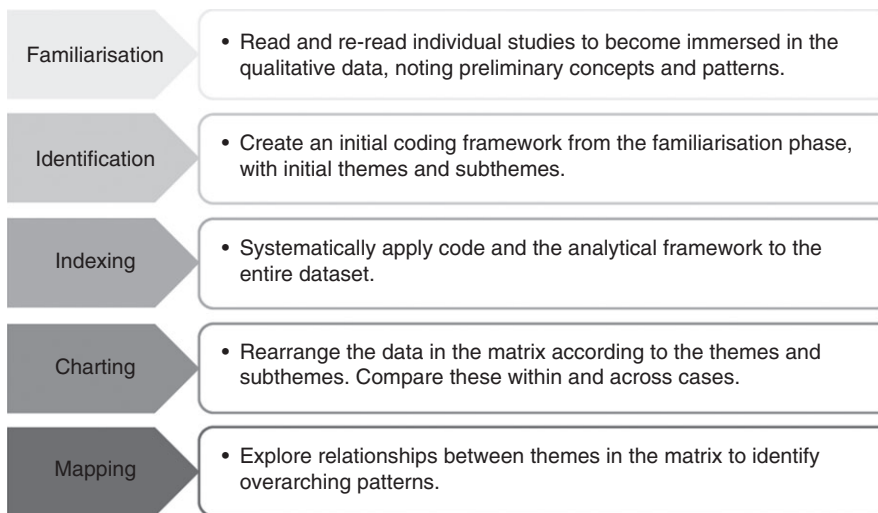 Familiarisation
• Read and re-read individual studies to become immersed in the
qualitative data, noting preliminary concepts and patterns.
Identification
• Create an initial coding framework from the familiarisation phase,
with initial themes and subthemes.
Indexing
• Systematically apply code and the analytical framework to the
entire dataset.
Charting
• Rearrange the data in the matrix according to the themes and
subthemes. Compare these within and across cases.
Mapping
• Explore relationships between themes in the matrix to identify
overarching patterns.